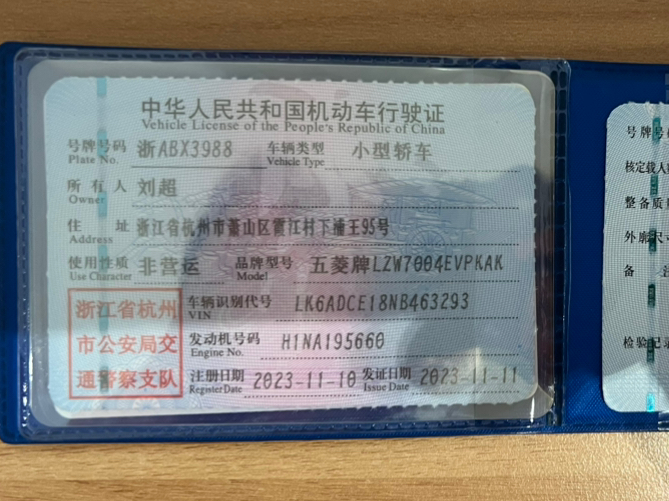 中华人民共和国机动车行驶证
Vehicle License of the People's Republic of China
号牌号码 浙ABX3988 车辆类型 小型轿车
Plate No. Vehicle Type
所有人 刘超
Owner
住址 浙江省杭州市萧山区霞江村下埔王95号
Address
使用性质 非营运 品牌型号 五菱牌LZW7004EVPKAK
Use Character Model
浙江省杭州
市公安局交
通警察支队
车辆识别代号 LK6ADCE18NB463293
VIN
发动机号码 H1NA195660
Engine No.
注册日期 2023-11-10 发证日期 2023-11-11
Register Date Issue Date
号牌号
核定载人
整备质
外廓尺寸
备 注
检验记录